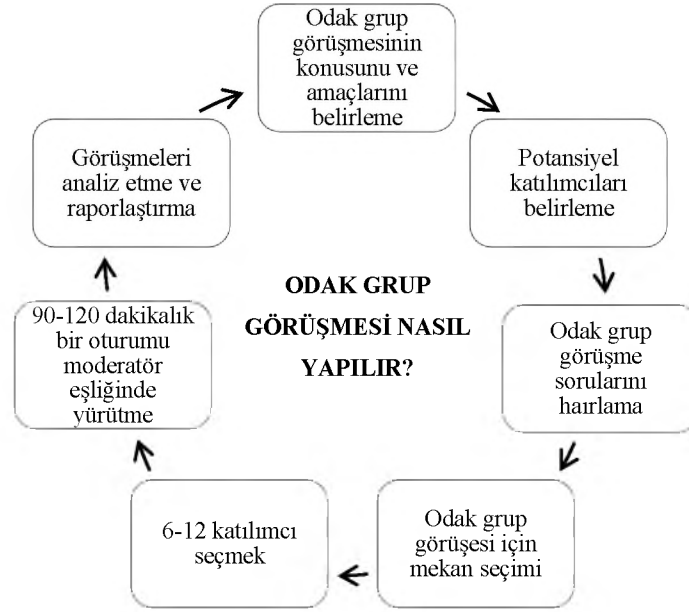 Odak grup
görüşmesinin
konusunu ve
amaçlarını
belirleme
Potansiyel
katılımcıları
belirleme
Odak grup
görüşme
sorularını
haırlama
Odak grup
görüşesi için
mekan seçimi
6-12 katılımcı
seçmek
90-120 dakikalık
bir oturumu
moderatör
eşliğinde
yürütme
Görüşmeleri
analiz etme ve
raporlaştırma
ODAK GRUP
GÖRÜŞMESİ NASIL
YAPILIR?